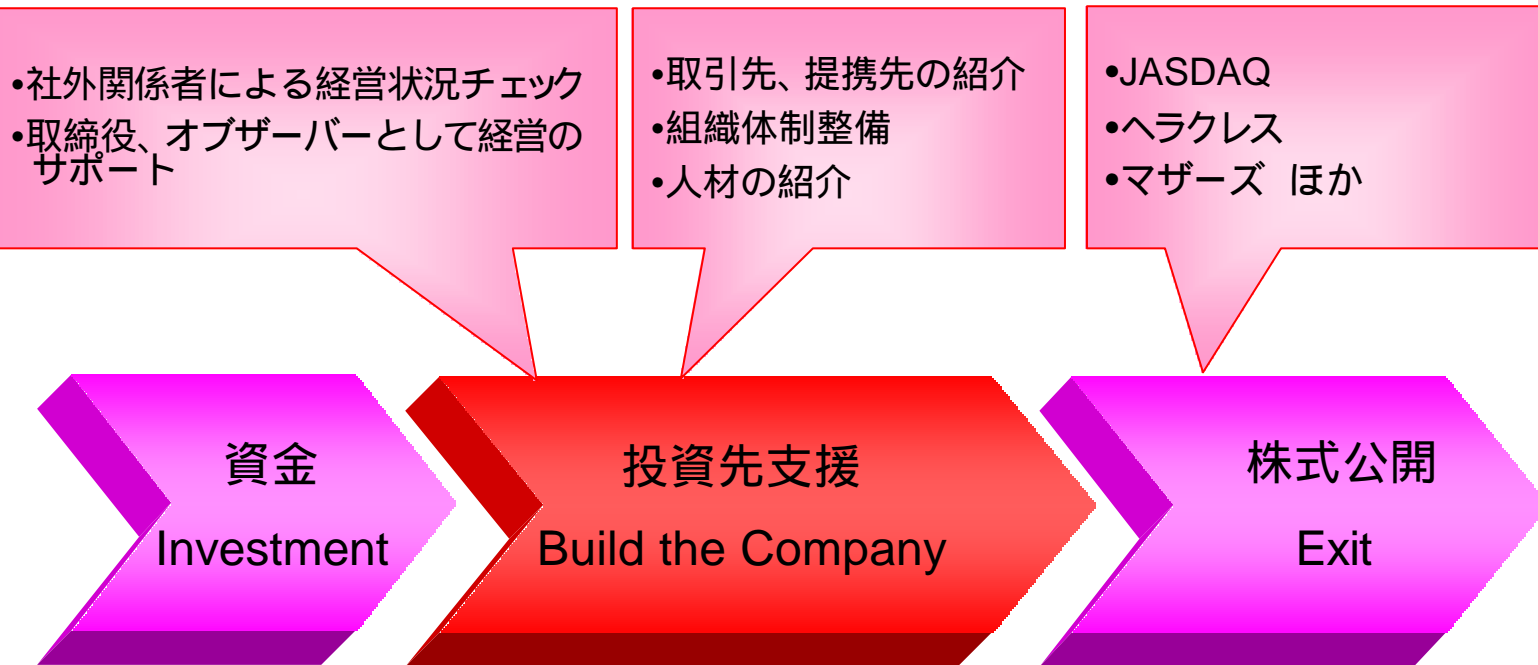 •社外関係者による経営状況チェック
•取締役、オブザーバーとして経営の
サポート
•取引先、提携先の紹介
•組織体制整備
•人材の紹介
•JASDAQ
•ヘラクレス
•マザーズ ほか
資金
Investment
投資先支援
Build the Company
株式公開
Exit